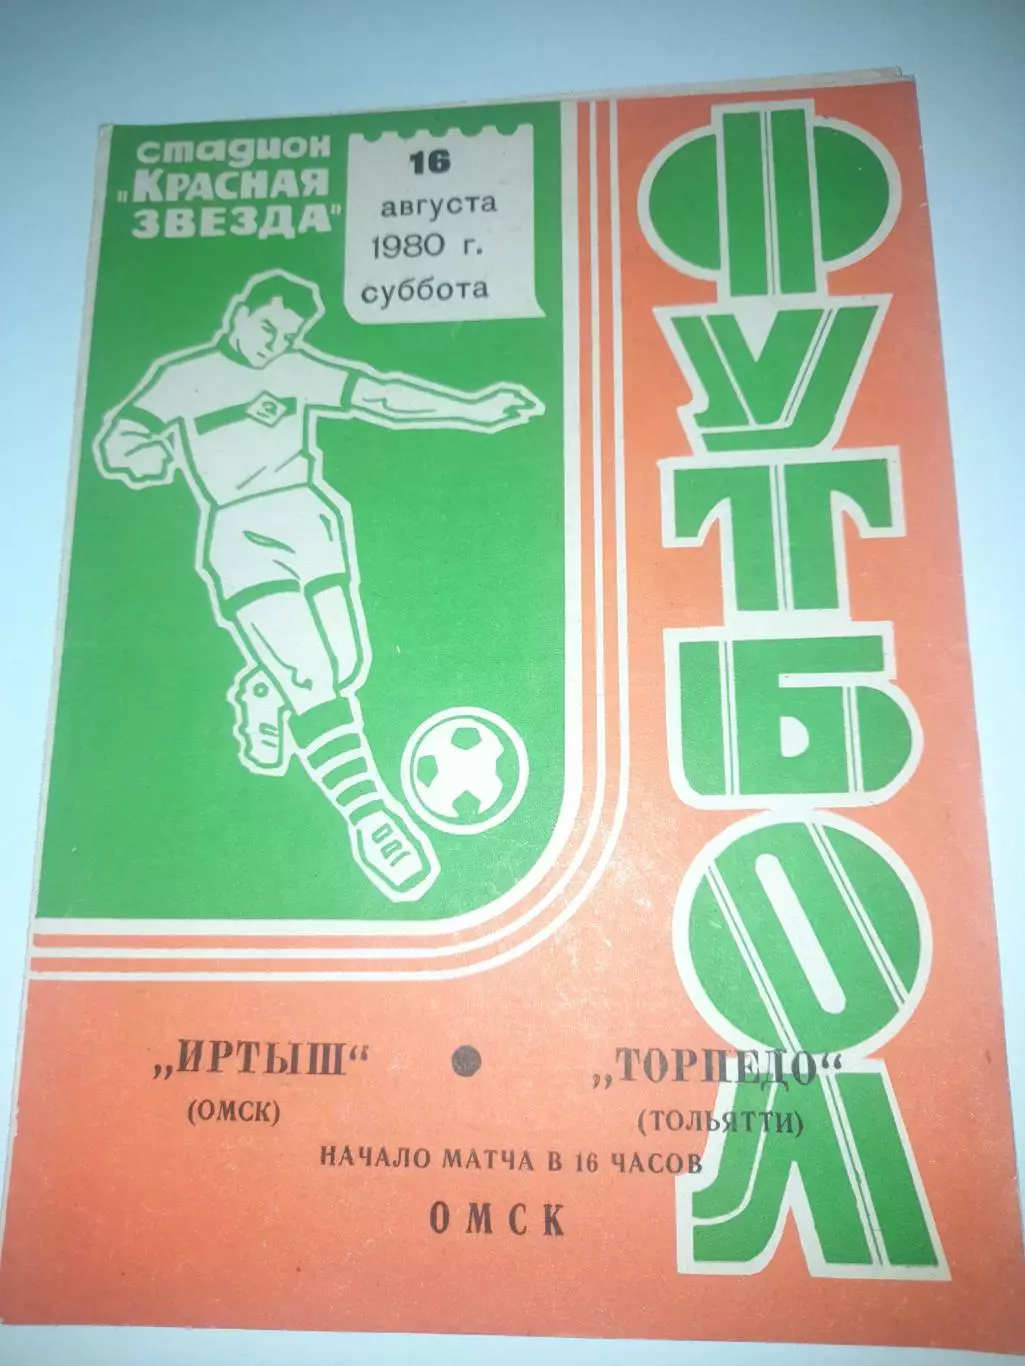 стадион
"КРАСНАЯ
ЗВЕЗДА"
16
августа
1980 г.
суббота
ФУТБОЛ
„ИРТЫШ“ ● „ТОРПЕДО“
(ОМСК) (ТОЛЬЯТТИ)
НАЧАЛО МАТЧА В 16 ЧАСОВ
ОМСК